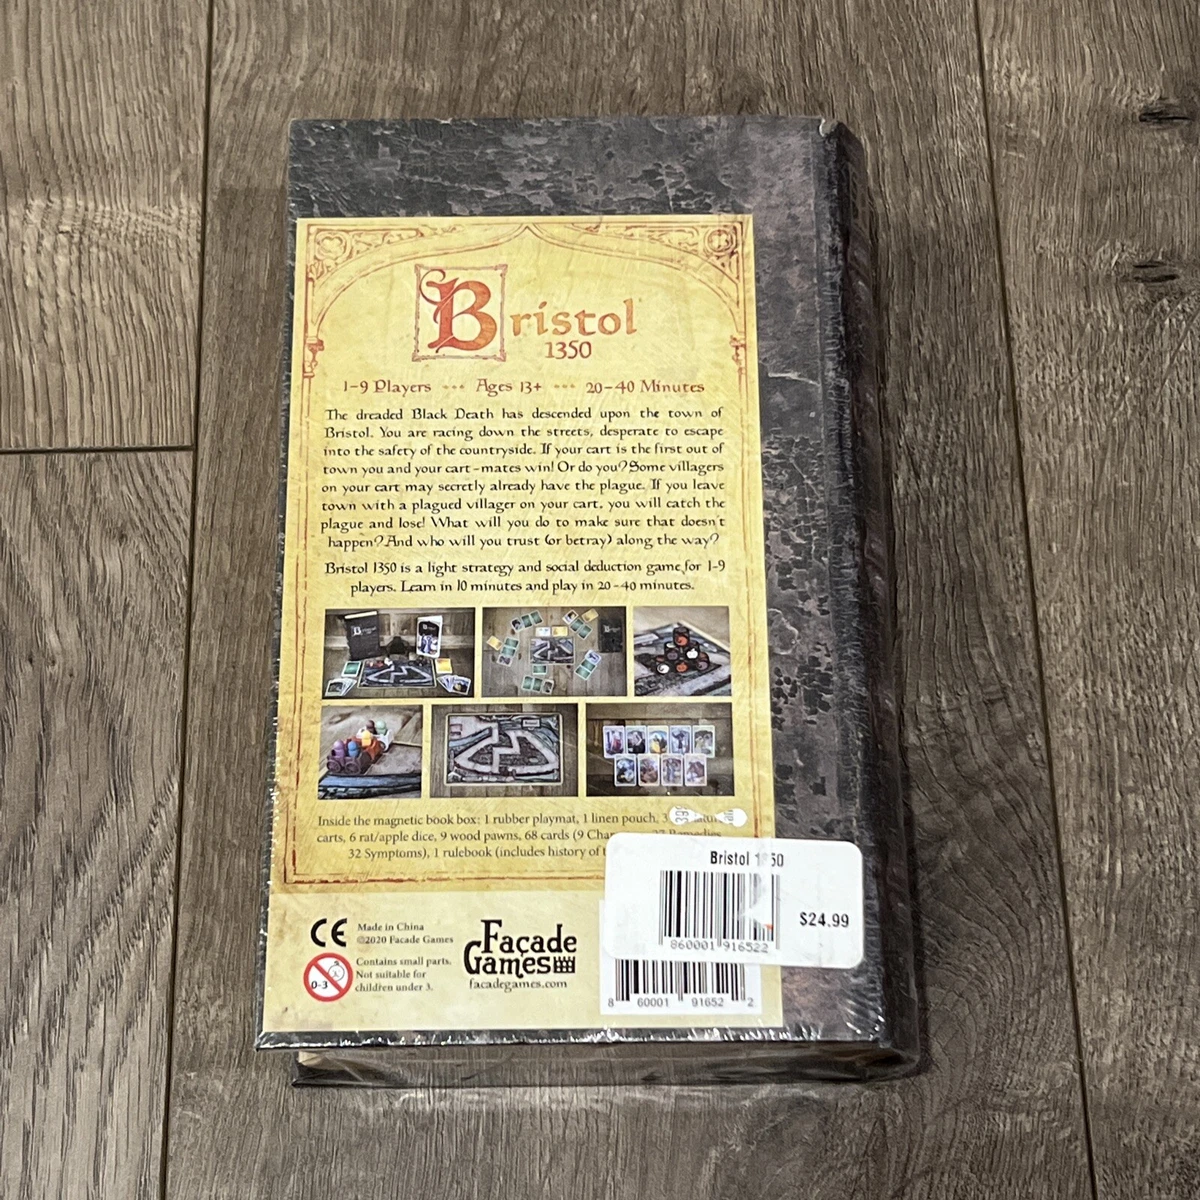 Bristol
1350
1-9 Players Ages 13+ 20-40 Minutes
The dreaded Black Death has descended upon the town of
Bristol. You are racing down the streets, desperate to escape
into the safety of the countryside. If your cart is the first out of
town you and your cart-mates win! Or do you? Some villagers
on your cart may secretly already have the plague. If you leave
town with a plagued villager on your cart, you will catch the
plague and lose! What will you do to make sure that doesn't
happen? And who will you trust (or betray) along the way?
Bristol 1350 is a light strategy and social deduction game for 1-9
players. Learn in 10 minutes and play in 20-40 minutes.
Inside the magnetic book box: 1 rubber playmat, 1 linen pouch, 3
carts, 6 rat/apple dice, 9 wood pawns, 68 cards (9
32 Symptoms), 1 rulebook (includes history of
Bristol 1350
$24.99
860001 916522
CE
Made in China
©2020 Facade Games
0-3
Contains small parts.
Not suitable for
children under 3.
Façade
Games
facadegames.com
8 60001 91652 2